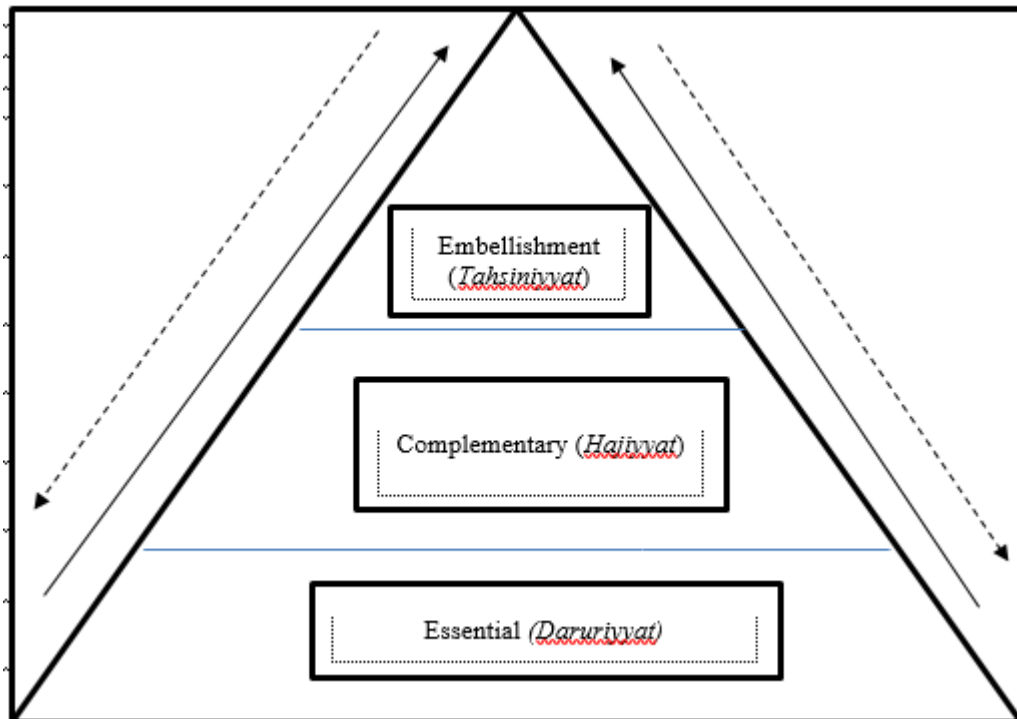 Embellishment
(Tahsiniyyat)
Complementary (Hajiyyat)
Essential (Daruriyyat)